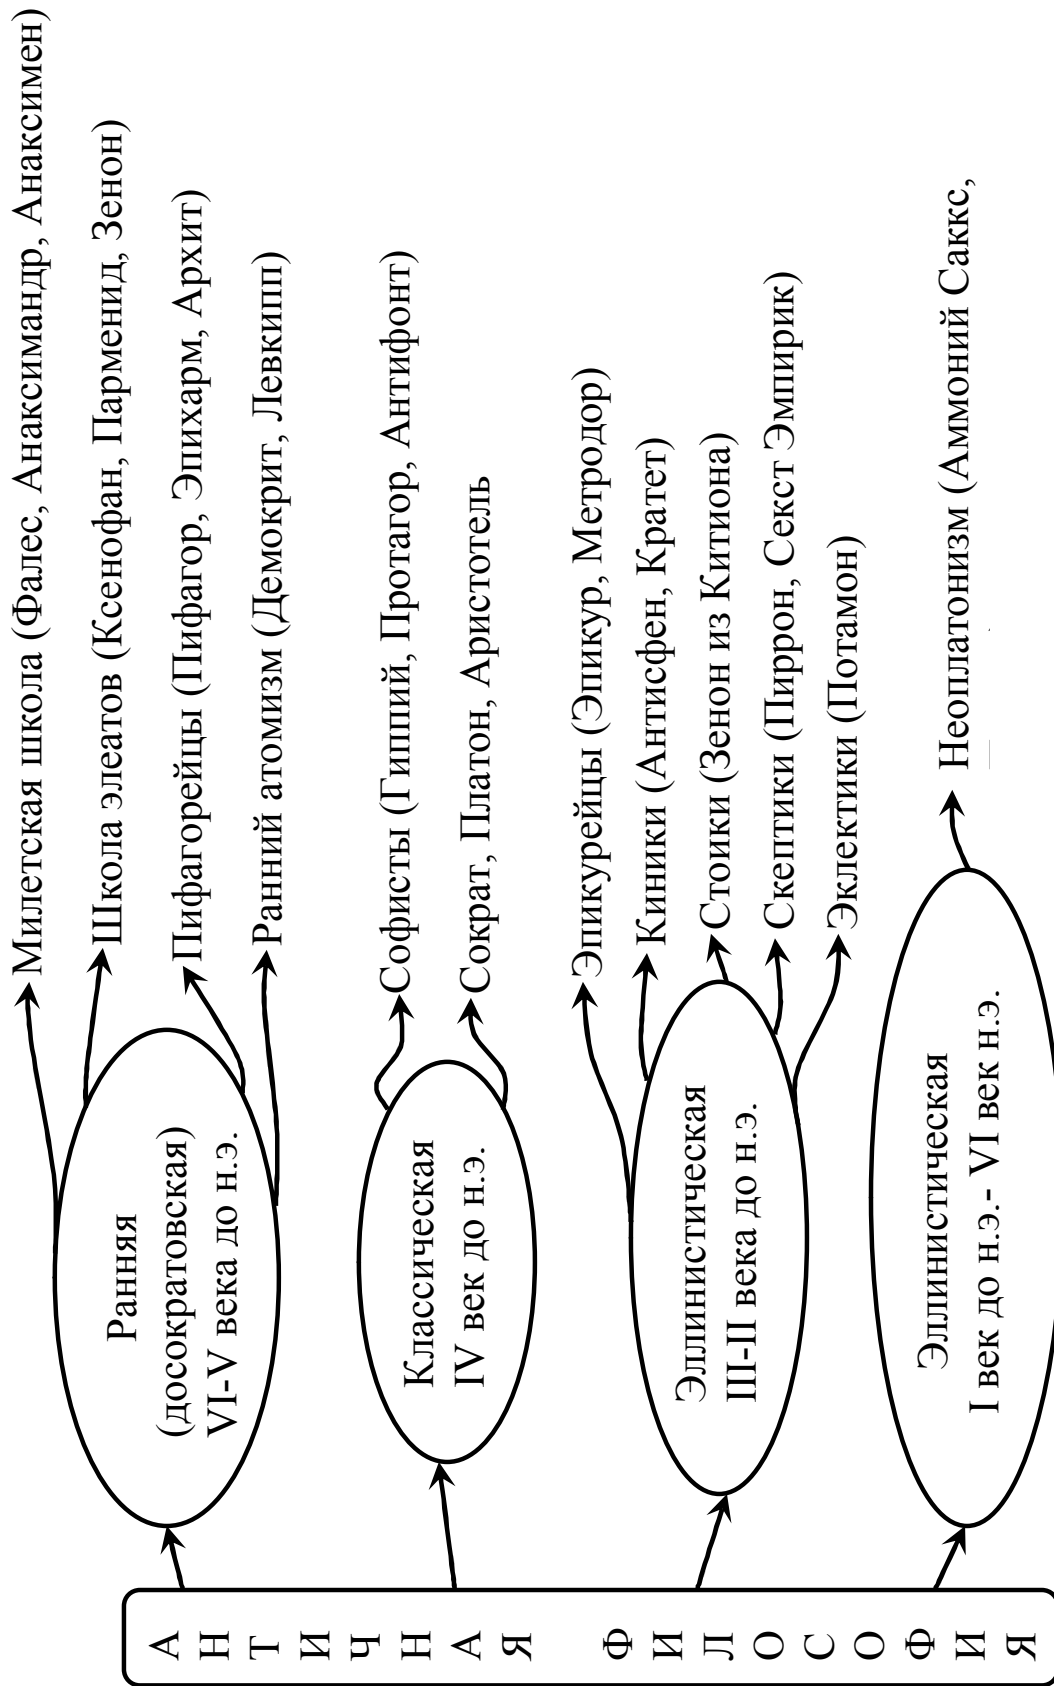 АНТИЧНАЯ ФИЛОСОФИЯ
Ранняя
(досократовская)
VI-V века до н.э.
Милетская школа (Фалес, Анаксимандр, Анаксимен)
Школа элеатов (Ксенофан, Парменид, Зенон)
Пифагорейцы (Пифагор, Эпихарм, Архит)
Ранний атомизм (Демокрит, Левкипп)
Классическая
IV век до н.э.
Софисты (Гиппий, Протагор, Антифонт)
Сократ, Платон, Аристотель
Эллинистическая
III-II века до н.э.
Эпикурейцы (Эпикур, Метродор)
Киники (Антисфен, Кратет)
Стоики (Зенон из Китиона)
Скептики (Пиррон, Секст Эмпирик)
Эклектики (Потамон)
Эллинистическая
I век до н.э.- VI век н.э.
Неоплатонизм (Аммоний Саккс,